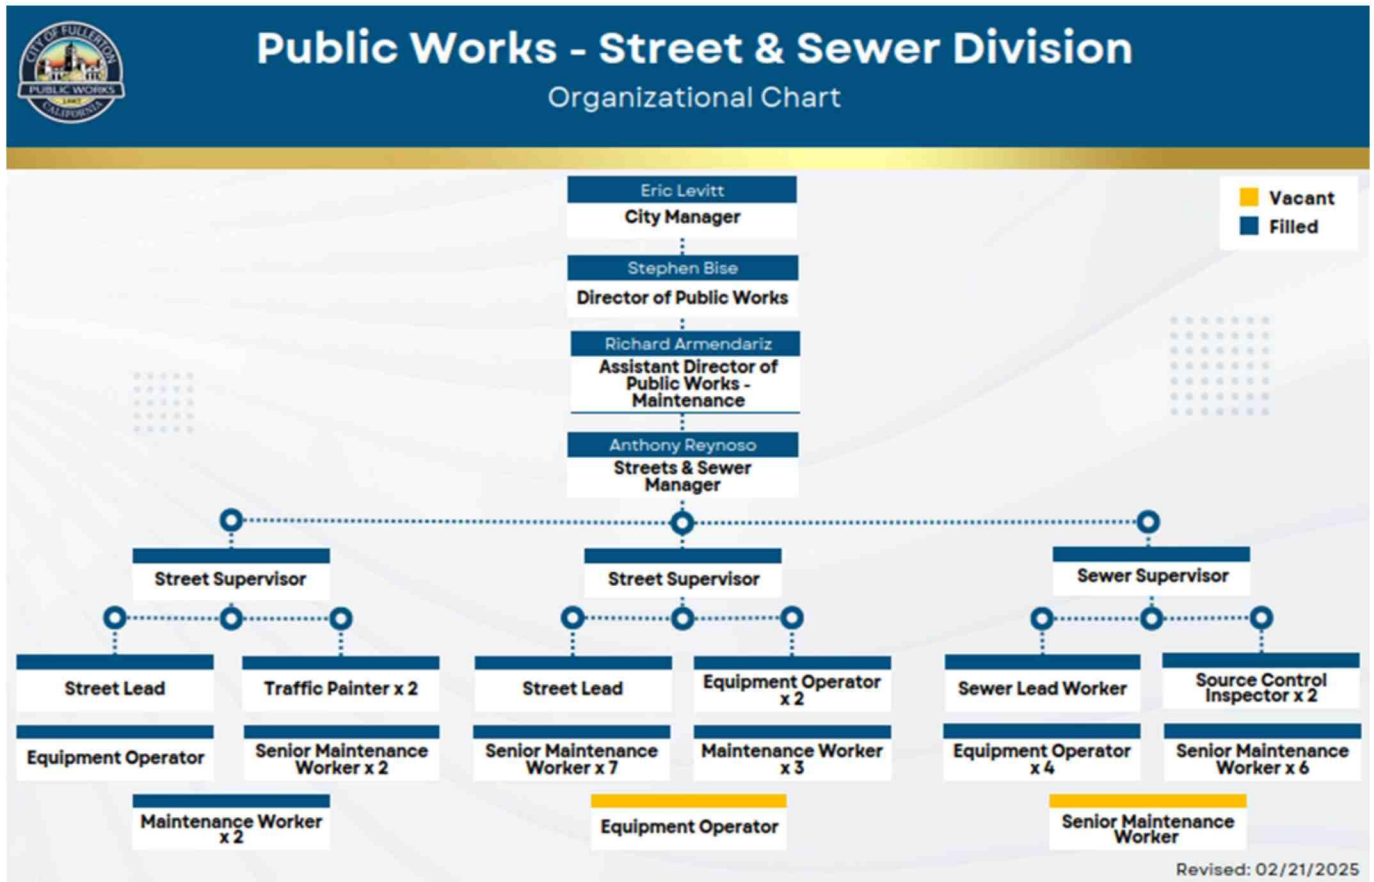 CITY OF FULLERTON
PUBLIC WORKS
CALIFORNIA
Public Works - Street & Sewer Division
Organizational Chart
Vacant
Filled
Eric Levitt
City Manager
Stephen Bise
Director of Public Works
Richard Armendariz
Assistant Director of
Public Works -
Maintenance
Anthony Reynoso
Streets & Sewer
Manager
Street Supervisor
Street Supervisor
Sewer Supervisor
Street Lead
Traffic Painter x 2
Street Lead
Equipment Operator
x 2
Sewer Lead Worker
Source Control
Inspector x 2
Equipment Operator
Senior Maintenance
Worker x 2
Senior Maintenance
Worker x 7
Maintenance Worker
x 3
Equipment Operator
x 4
Senior Maintenance
Worker x 6
Maintenance Worker
x 2
Equipment Operator
Senior Maintenance
Worker
Revised: 02/21/2025